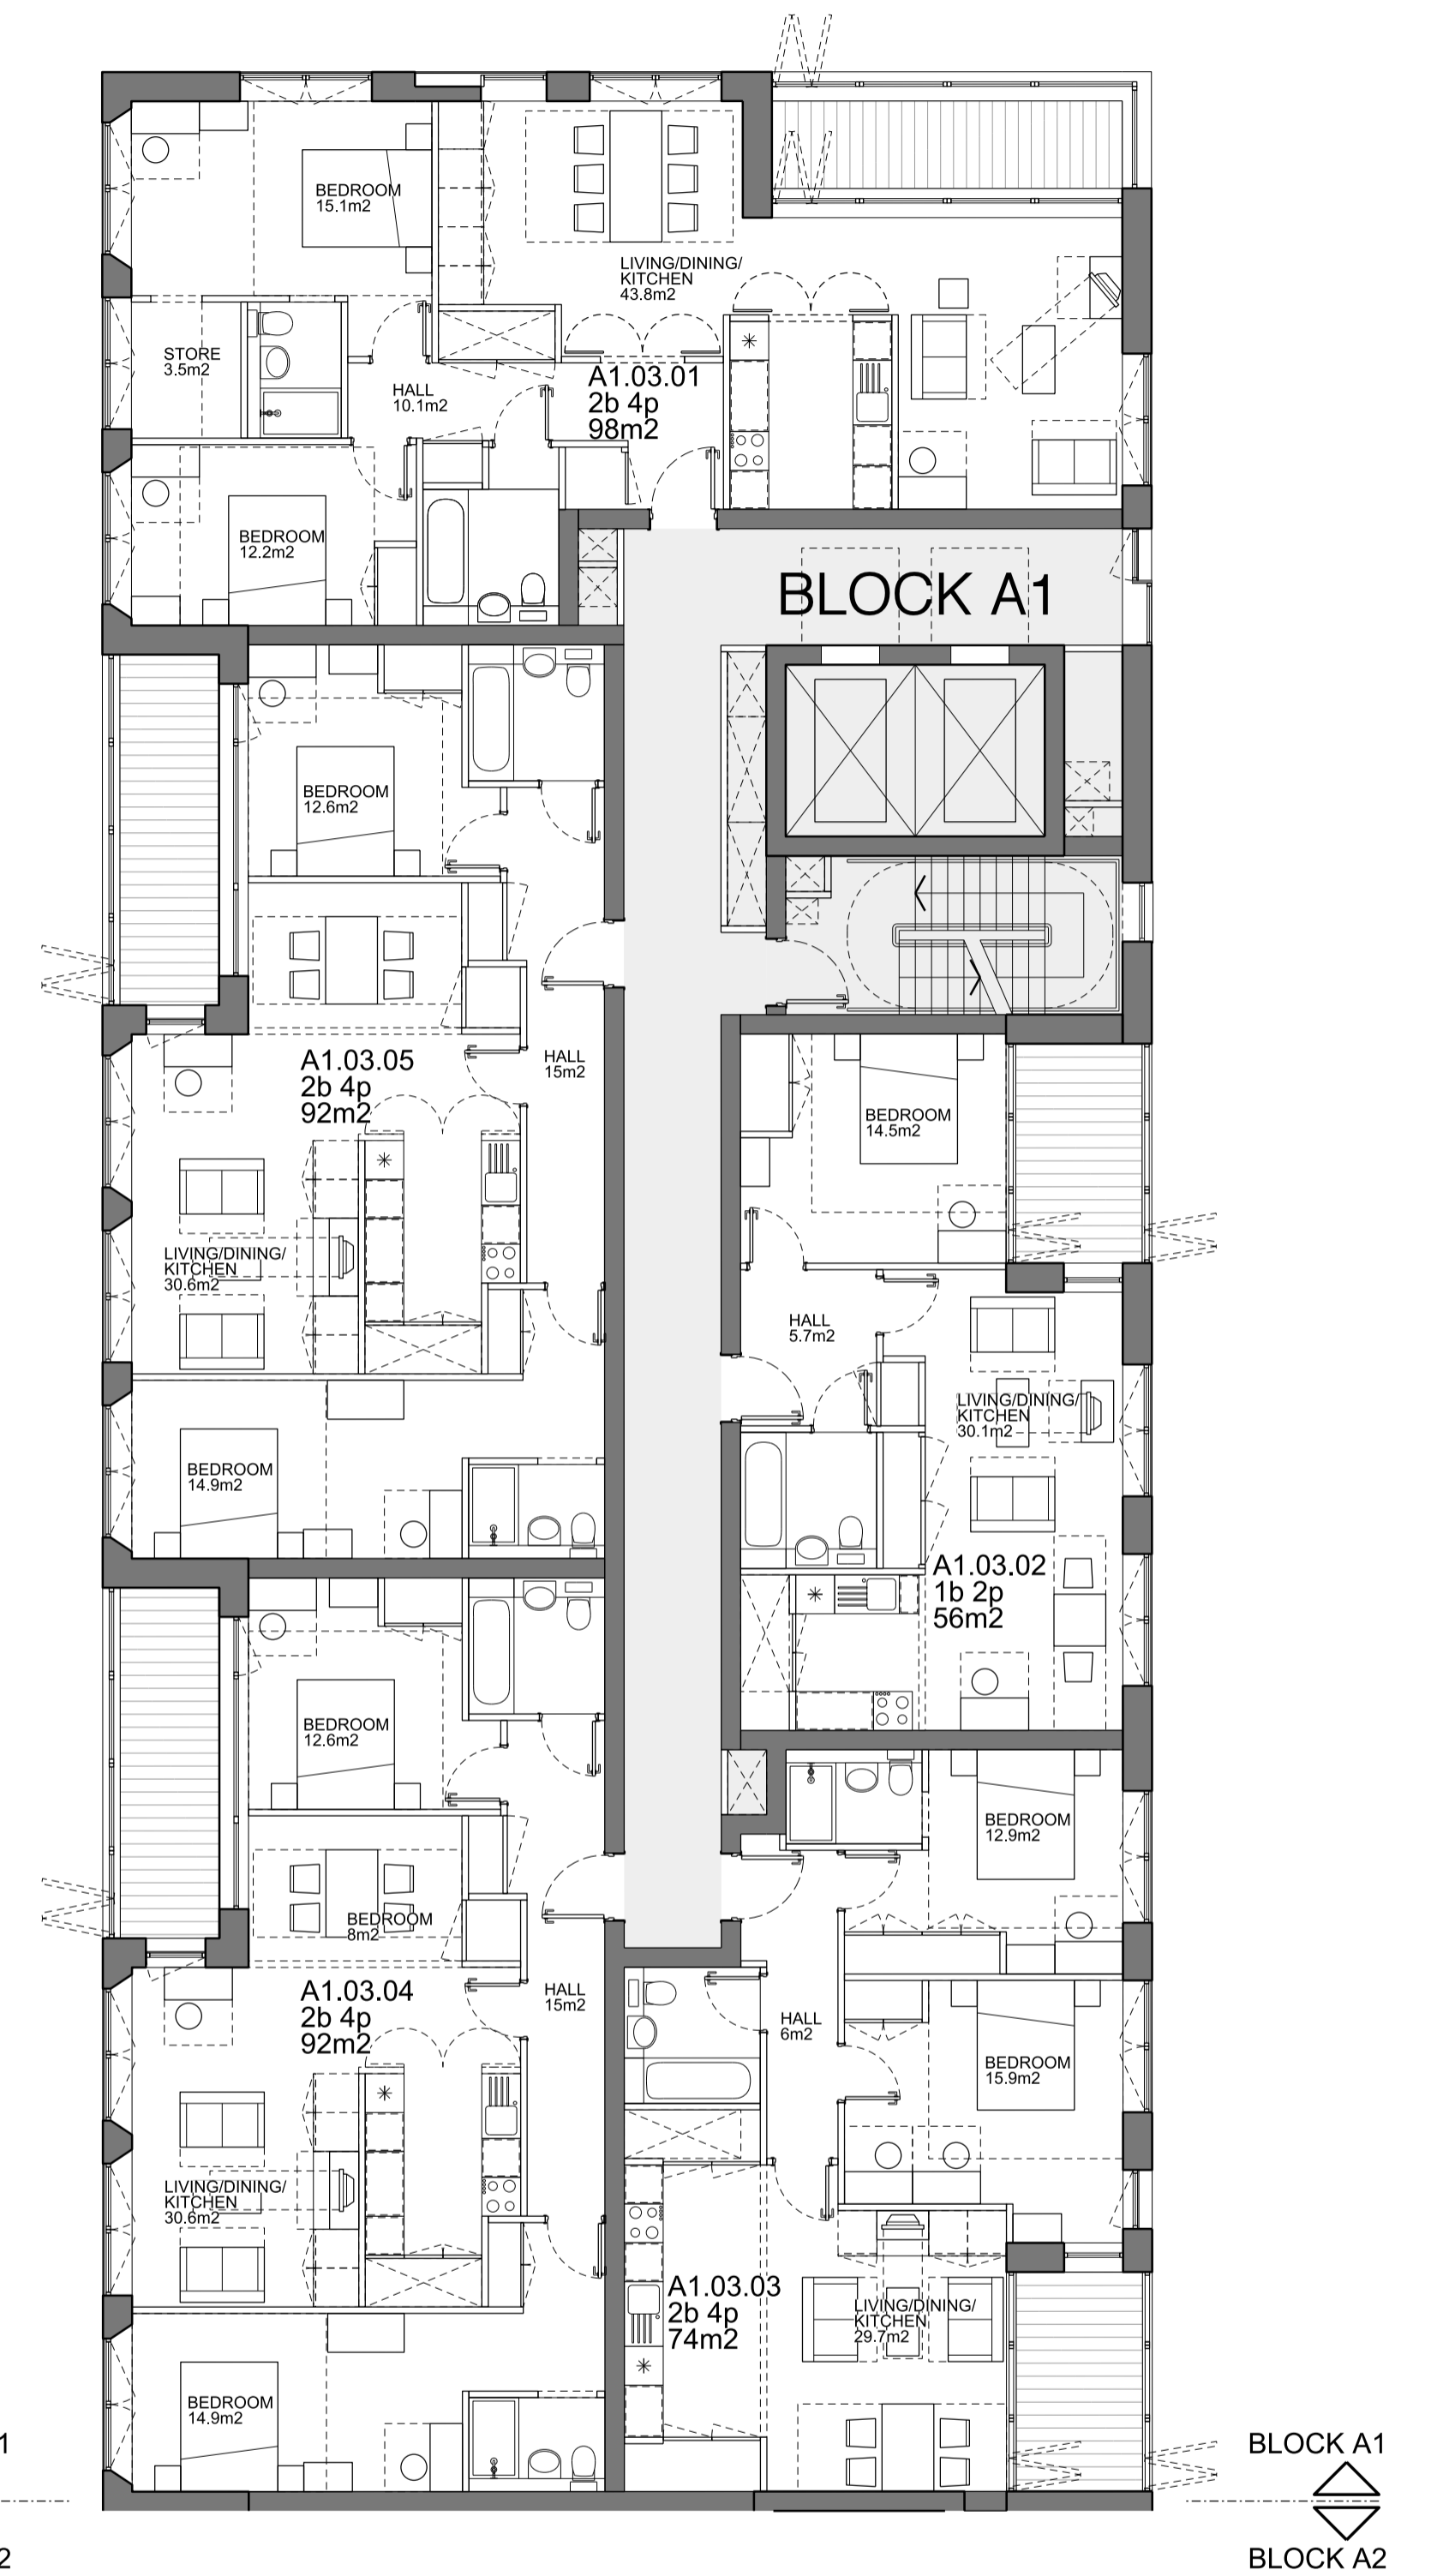 BEDROOM
15.1m2
LIVING/DINING/
KITCHEN
43.8m2
STORE
3.5m2
HALL
10.1m2
A1.03.01
2b 4p
98m2
BEDROOM
12.2m2
BLOCK A1
BEDROOM
12.6m2
A1.03.05
2b 4p
92m2
HALL
15m2
BEDROOM
14.5m2
LIVING/DINING/
KITCHEN
30.6m2
HALL
5.7m2
LIVING/DINING/
KITCHEN
30.1m2
BEDROOM
14.9m2
A1.03.02
1b 2p
56m2
BEDROOM
12.6m2
BEDROOM
12.9m2
BEDROOM
8m2
A1.03.04
2b 4p
92m2
HALL
15m2
HALL
6m2
BEDROOM
15.9m2
LIVING/DINING/
KITCHEN
30.6m2
A1.03.03
2b 4p
74m2
LIVING/DINING/
KITCHEN
29.7m2
BEDROOM
14.9m2
1
BLOCK A1
2
BLOCK A2